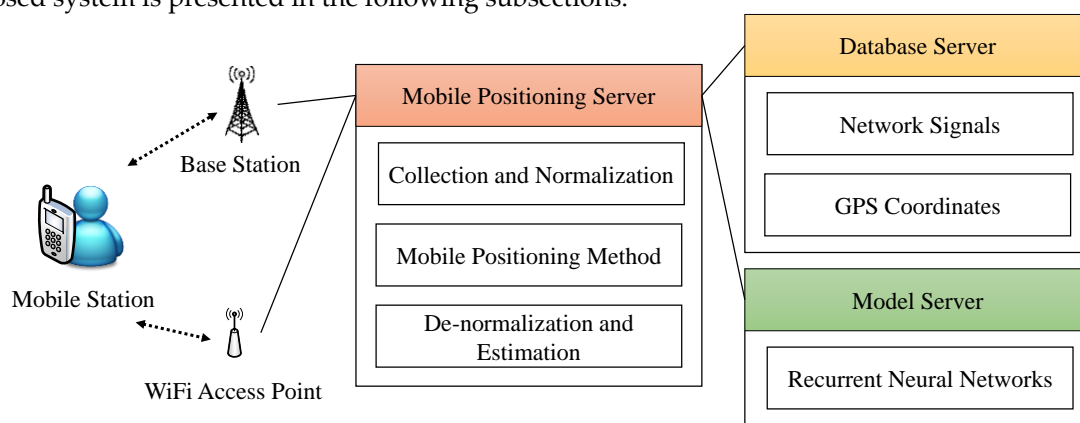 osed system is presented in the following subsections.
Base Station
Mobile Station
WiFi Access Point
Mobile Positioning Server
Collection and Normalization
Mobile Positioning Method
De-normalization and
Estimation
Database Server
Network Signals
GPS Coordinates
Model Server
Recurrent Neural Networks